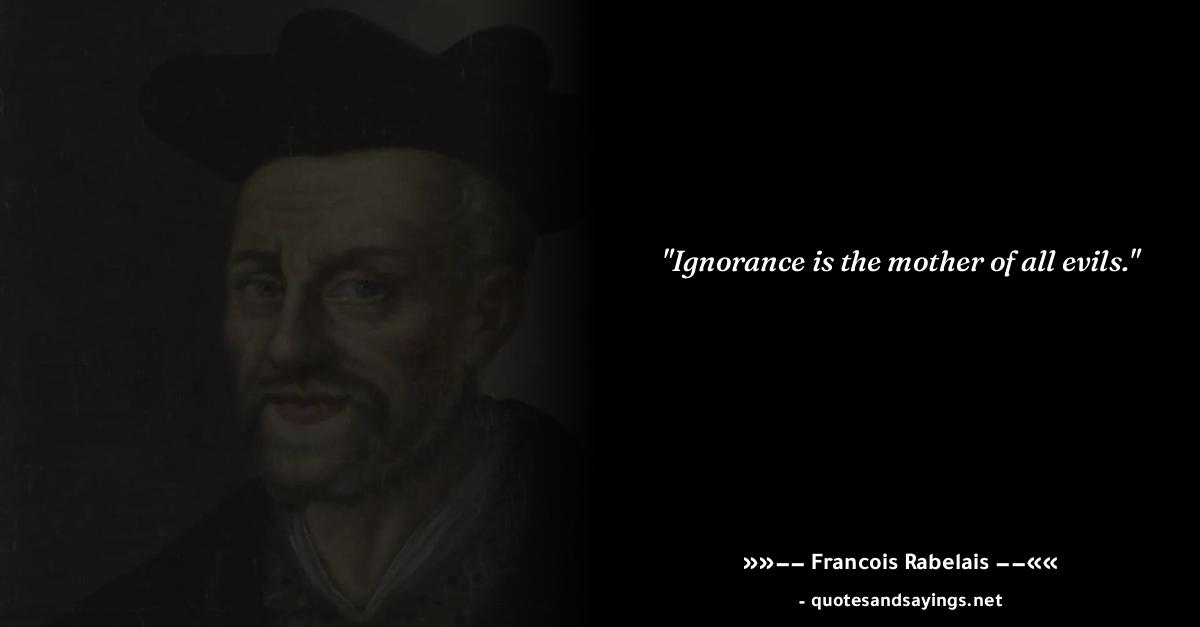 "Ignorance is the mother of all evils."
»»−− Francois Rabelais −−««
- quotesandsayings.net